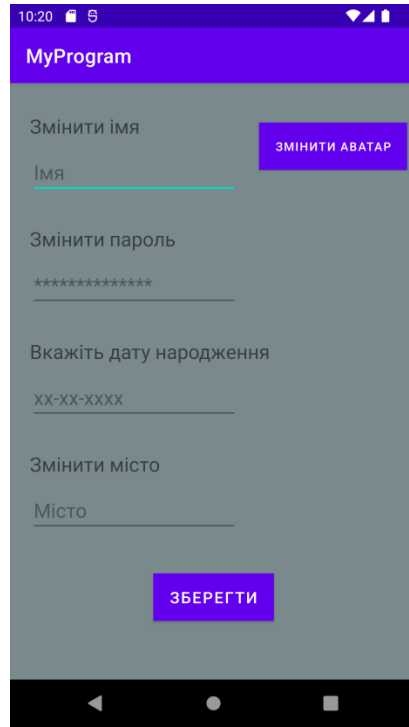 10:20
MyProgram
Змінити імя
ЗМІНИТИ АВАТАР
Імя
Змінити пароль
**************
Вкажіть дату народження
xx-xx-xxxx
Змінити місто
Місто
ЗБЕРЕГТИ